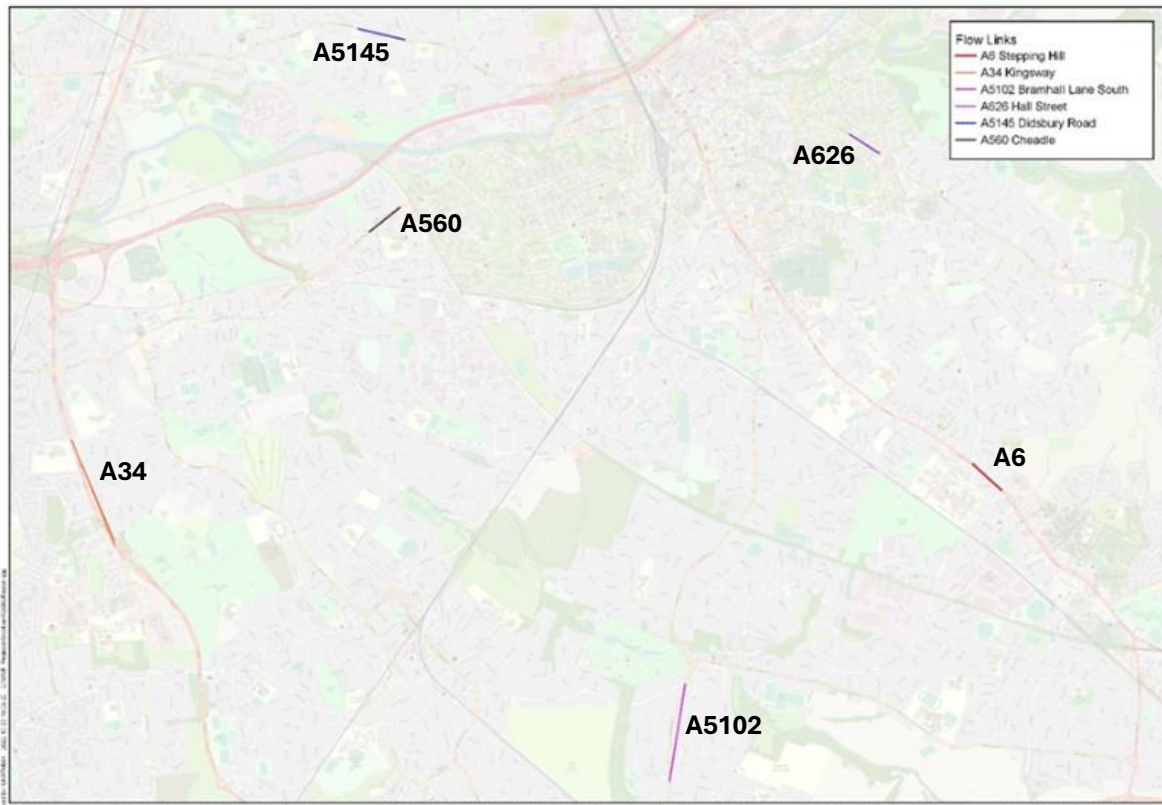 A5145
Flow Links
A6 Stepping Hill
A34 Kingsway
A5102 Bramhall Lane South
A626 Hall Street
A5145 Didsbury Road
A560 Cheadle
A626
A560
A34
A6
A5102